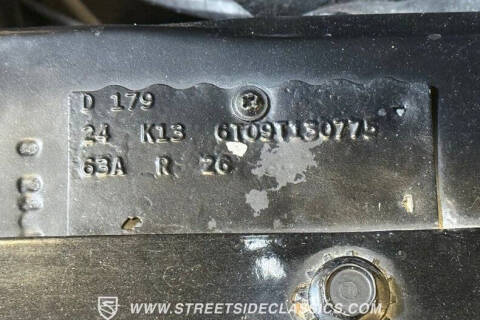 D 179
24 K13 6T09T130775
63A R 26
WWW.STREETSIDECLASSICS.COM